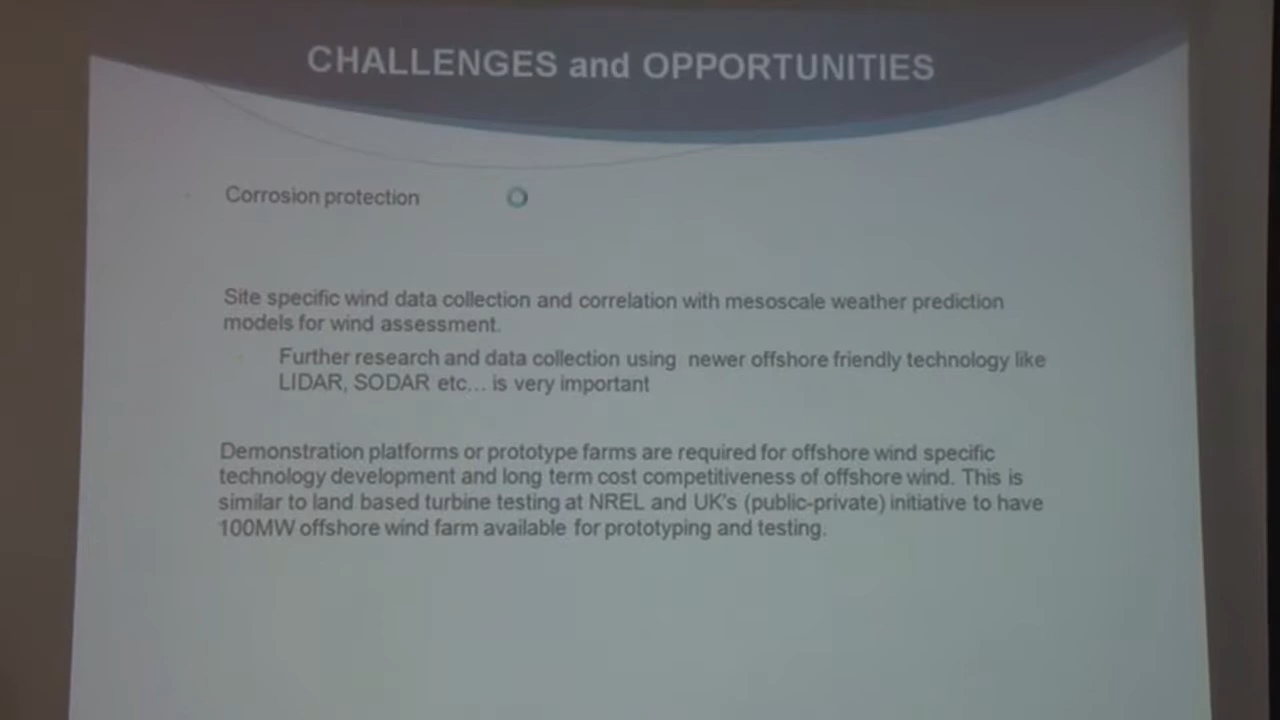 CHALLENGES and OPPORTUNITIES
Corrosion protection
Site specific wind data collection and correlation with mesoscale weather prediction
models for wind assessment.
Further research and data collection using newer offshore friendly technology like
LIDAR, SODAR etc... is very important
Demonstration platforms or prototype farms are required for offshore wind specific
technology development and long term cost competitiveness of offshore wind. This is
similar to land based turbine testing at NREL and UK's (public-private) initiative to have
100MW offshore wind farm available for prototyping and testing.